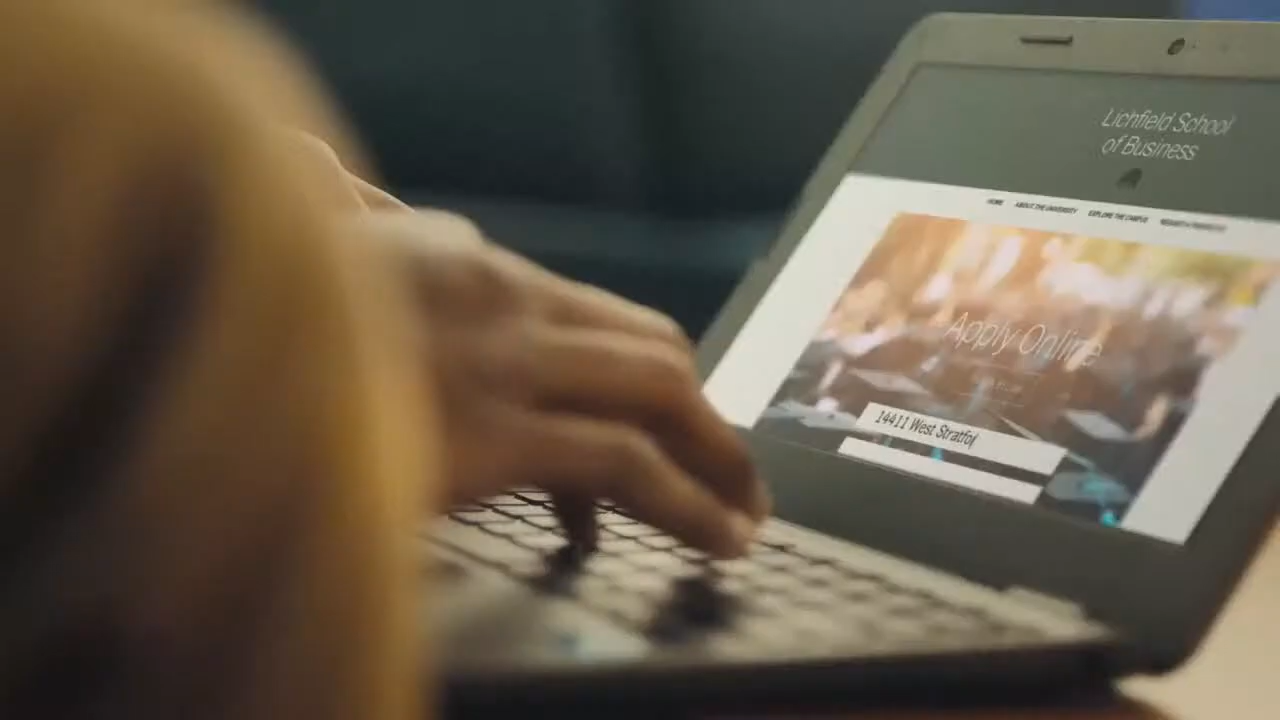 Lichfield School
of Business
HOME ABOUT THE UNIVERSITY EXPLORE THE CAMPUS
Apply Online
14411 West Stratfo